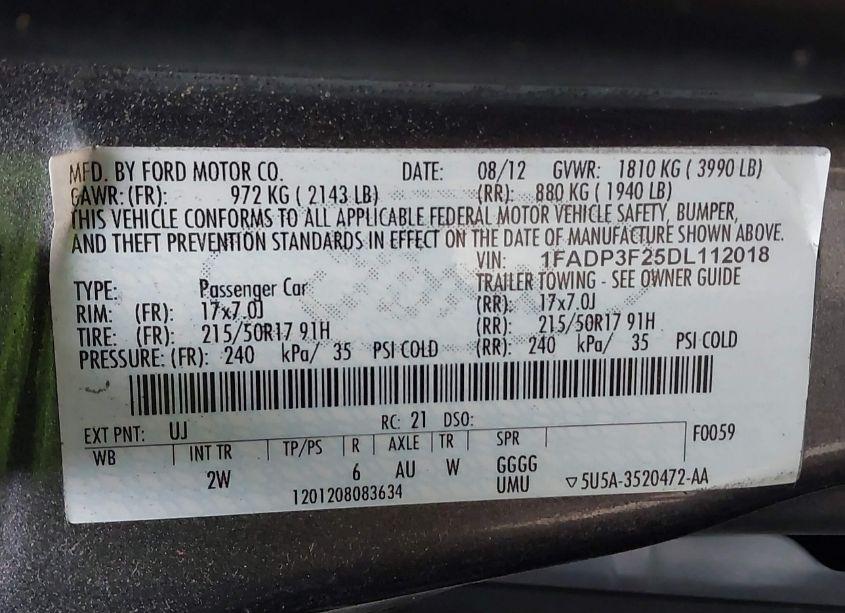 MFD. BY FORD MOTOR CO. DATE: 08/12 GVWR: 1810 KG ( 3990 LB)
GAWR: (FR): 972 KG ( 2143 LB) (RR): 880 KG ( 1940 LB)
THIS VEHICLE CONFORMS TO ALL APPLICABLE FEDERAL MOTOR VEHICLE SAFETY, BUMPER,
AND THEFT PREVENTION STANDARDS IN EFFECT ON THE DATE OF MANUFACTURE SHOWN ABOVE.
VIN: 1FADP3F25DL112018
TYPE: Passenger Car TRAILER TOWING - SEE OWNER GUIDE
RIM: (FR): 17x7.0J (RR): 17x7.0J
TIRE: (FR): 215/50R17 91H (RR): 215/50R17 91H
PRESSURE: (FR): 240 kPa/ 35 PSI COLD (RR): 240 kPa/ 35 PSI COLD
EXT PNT: UJ RC: 21 DSO: F0059
WB INT TR TP/PS R AXLE TR SPR
2W 6 AU W GGGG
1201208083634 UMU ▽5U5A-3520472-AA